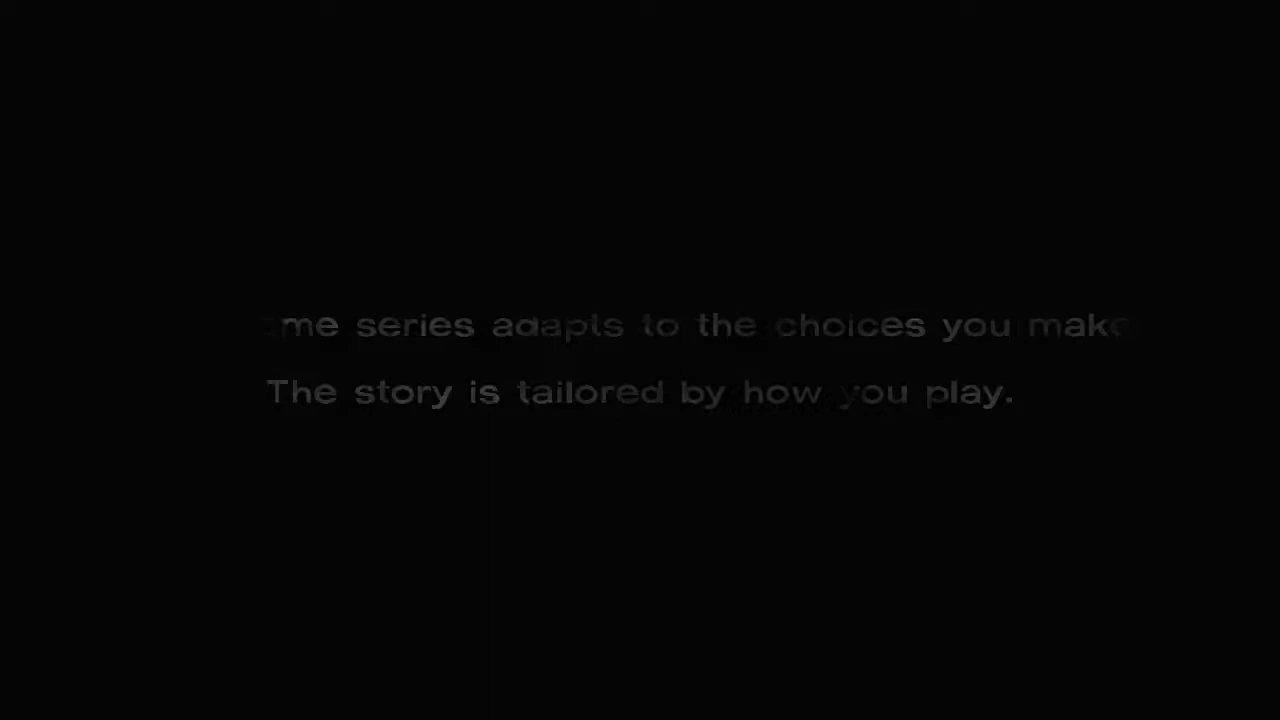 me series adapts to the choices you make
The story is tailored by how you play.